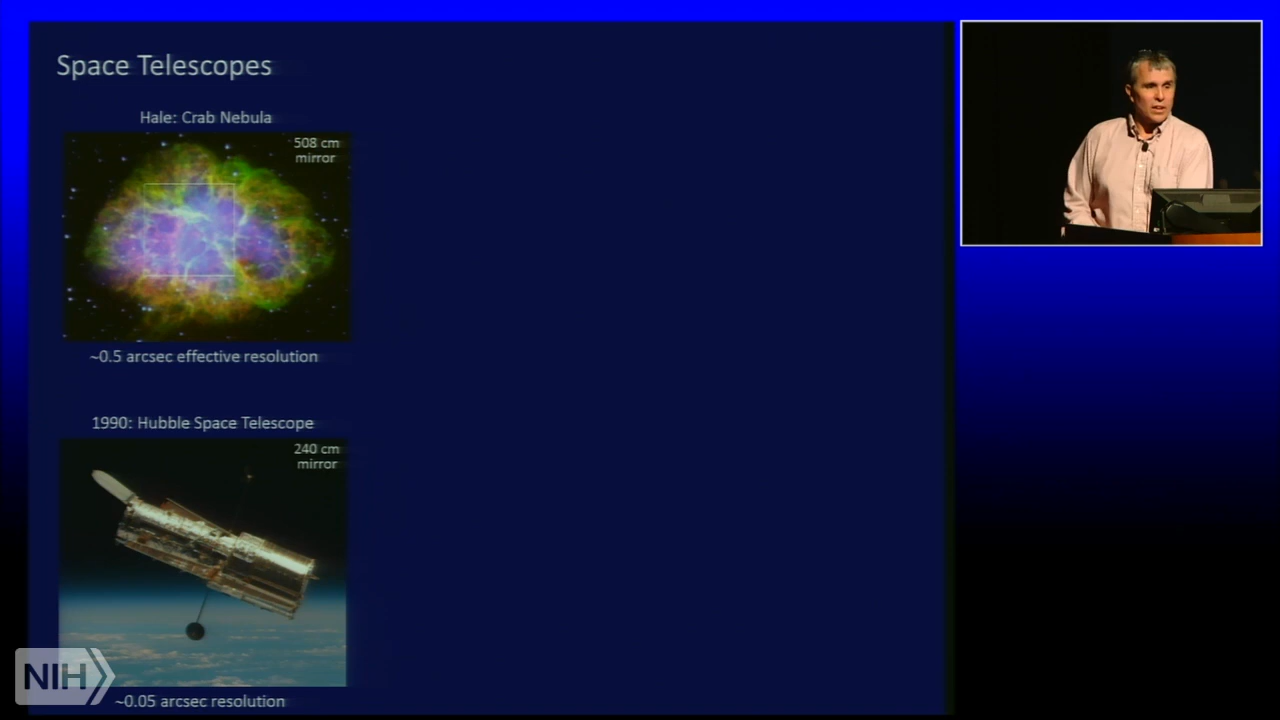 Space Telescopes
Hale: Crab Nebula
508 cm
mirror
~0.5 arcsec effective resolution
1990: Hubble Space Telescope
240 cm
mirror
~0.05 arcsec resolution
NIH